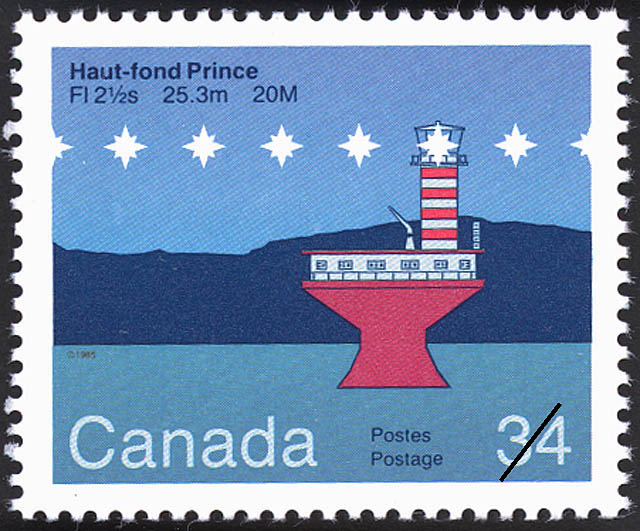 Haut-fond Prince
Fl 2½s 25.3m 20M
©1985
Canada
Postes
Postage
34